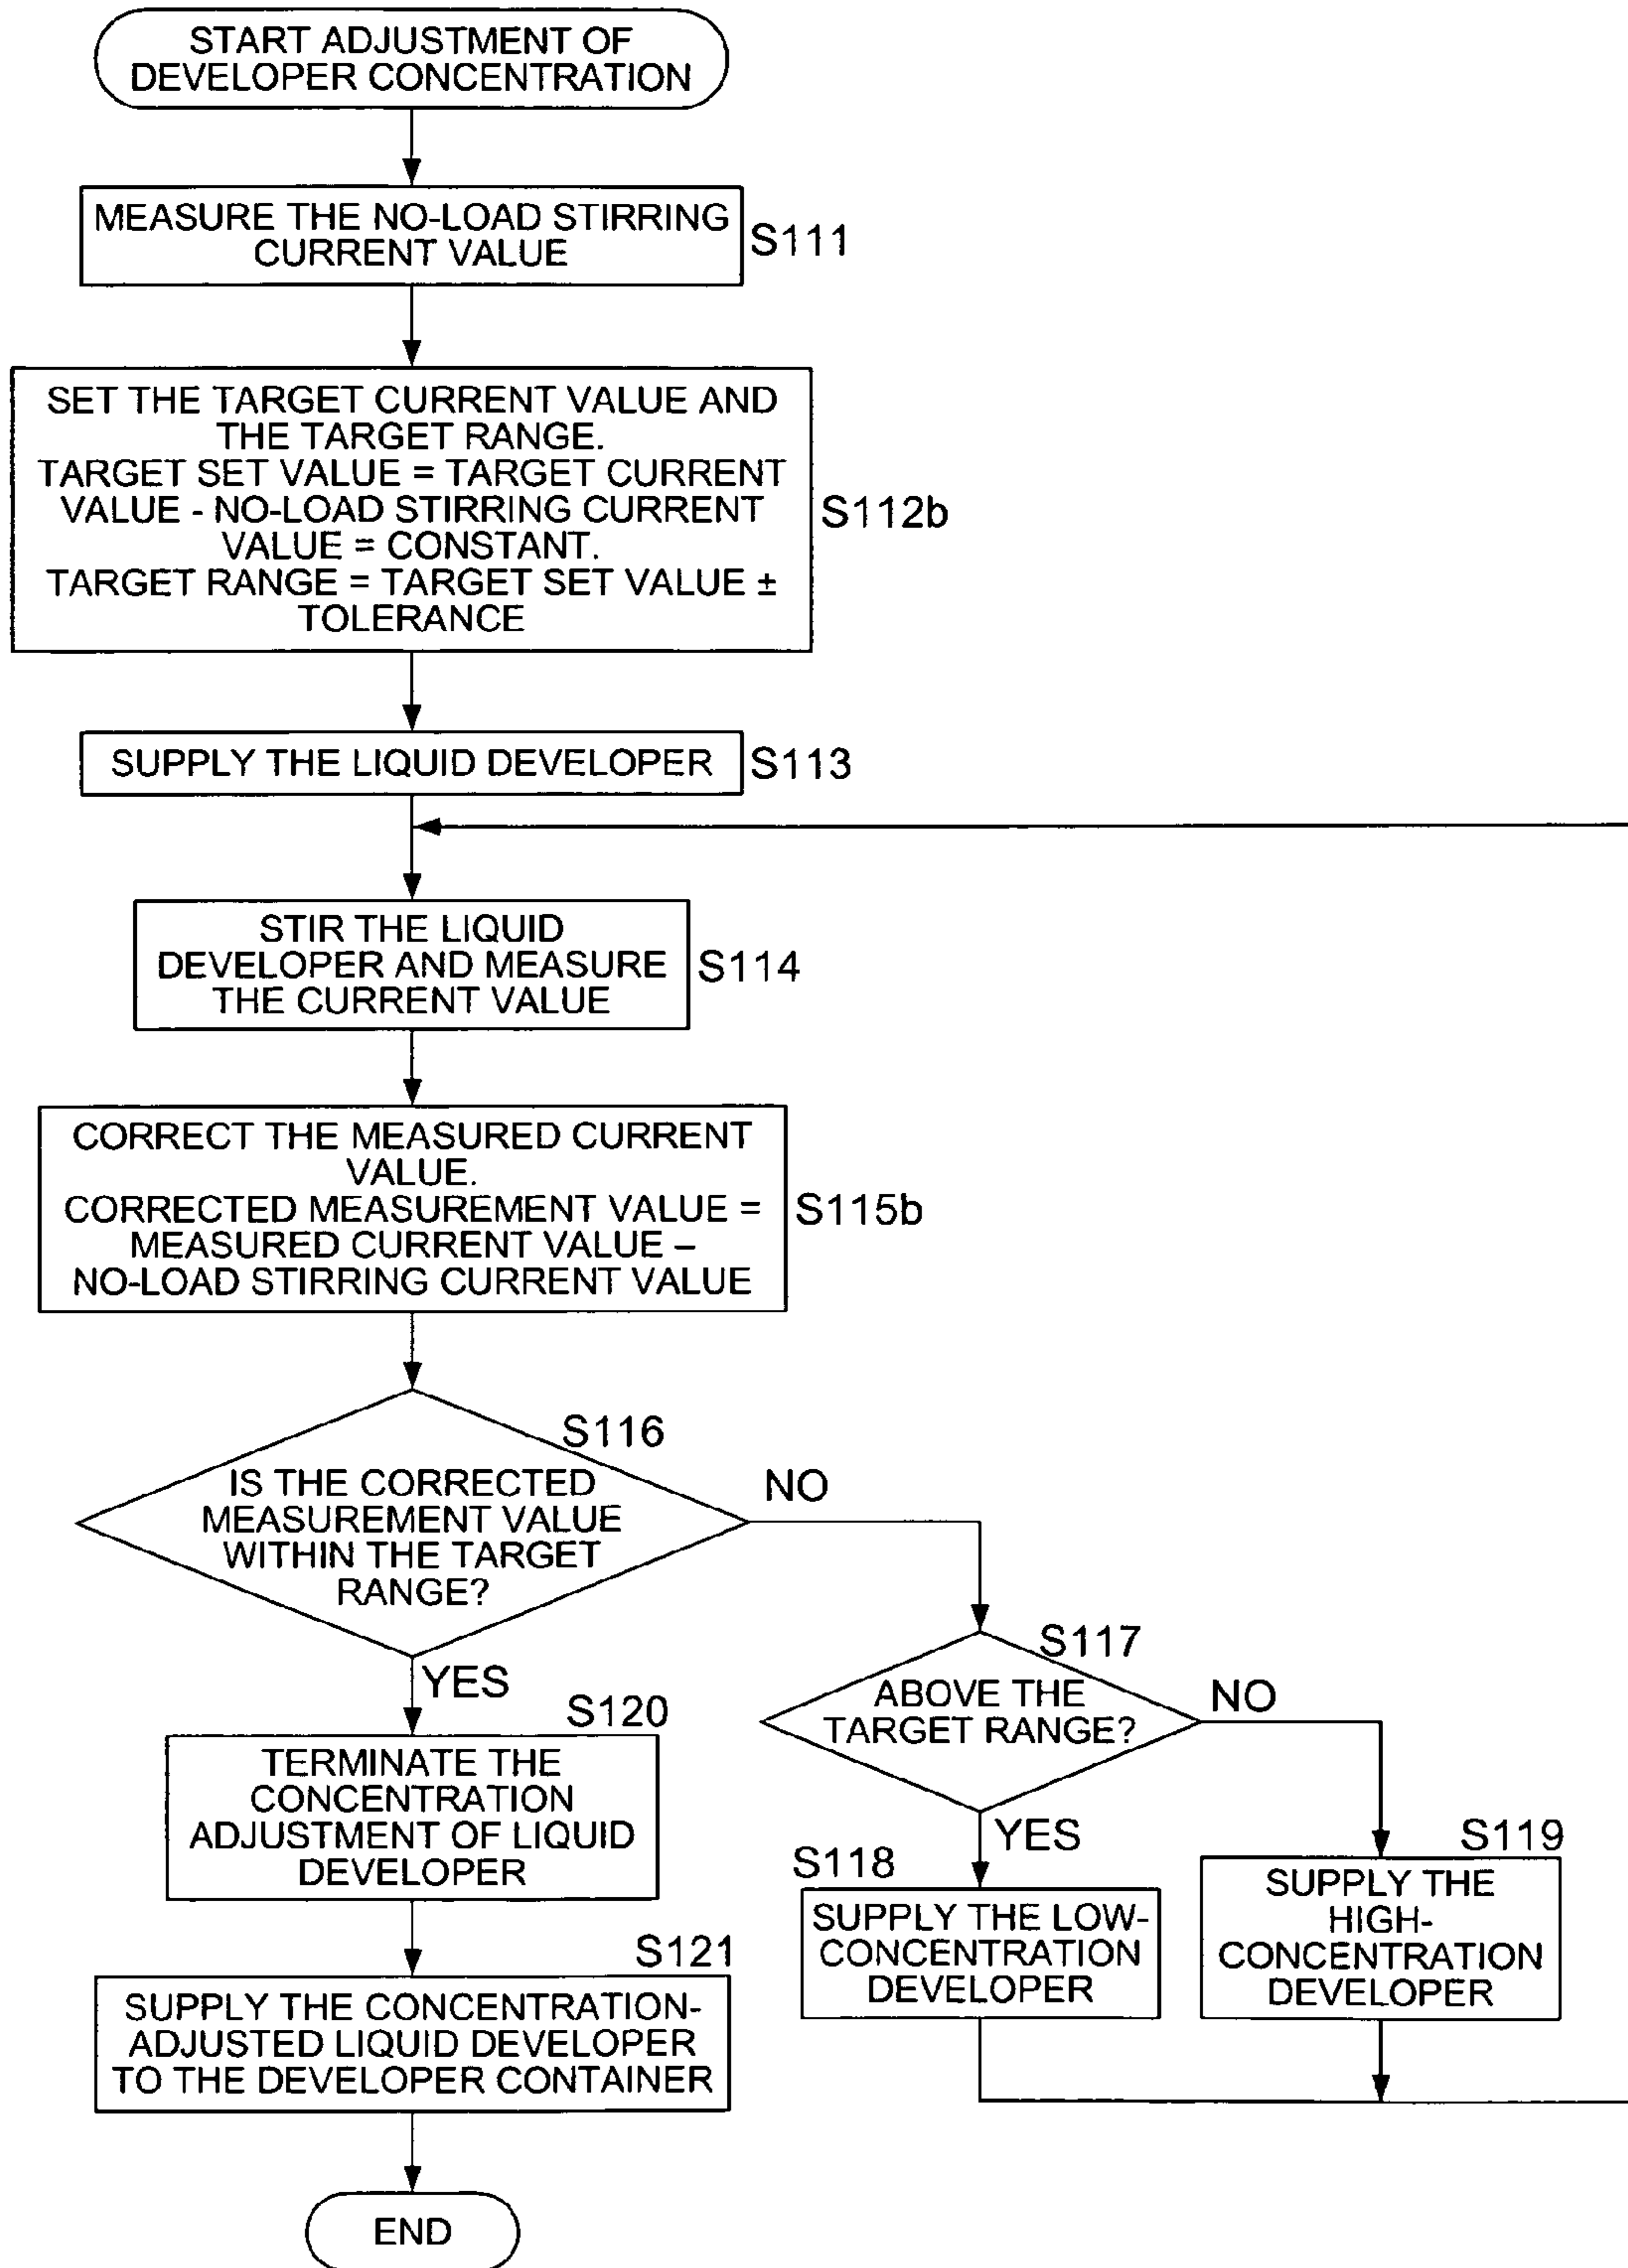 START ADJUSTMENT OF
DEVELOPER CONCENTRATION
MEASURE THE NO-LOAD STIRRING
CURRENT VALUE
S111
SET THE TARGET CURRENT VALUE AND
THE TARGET RANGE.
TARGET SET VALUE = TARGET CURRENT
VALUE - NO-LOAD STIRRING CURRENT
VALUE = CONSTANT.
TARGET RANGE = TARGET SET VALUE ±
TOLERANCE
S112b
SUPPLY THE LIQUID DEVELOPER
S113
STIR THE LIQUID
DEVELOPER AND MEASURE
THE CURRENT VALUE
S114
CORRECT THE MEASURED CURRENT
VALUE.
CORRECTED MEASUREMENT VALUE =
MEASURED CURRENT VALUE –
NO-LOAD STIRRING CURRENT VALUE
S115b
S116
IS THE CORRECTED
MEASUREMENT VALUE
WITHIN THE TARGET
RANGE?
NO
YES
S117
ABOVE THE
TARGET RANGE?
NO
YES
S120
TERMINATE THE
CONCENTRATION
ADJUSTMENT OF LIQUID
DEVELOPER
S118
SUPPLY THE LOW-
CONCENTRATION
DEVELOPER
S119
SUPPLY THE
HIGH-
CONCENTRATION
DEVELOPER
S121
SUPPLY THE CONCENTRATION-
ADJUSTED LIQUID DEVELOPER
TO THE DEVELOPER CONTAINER
END